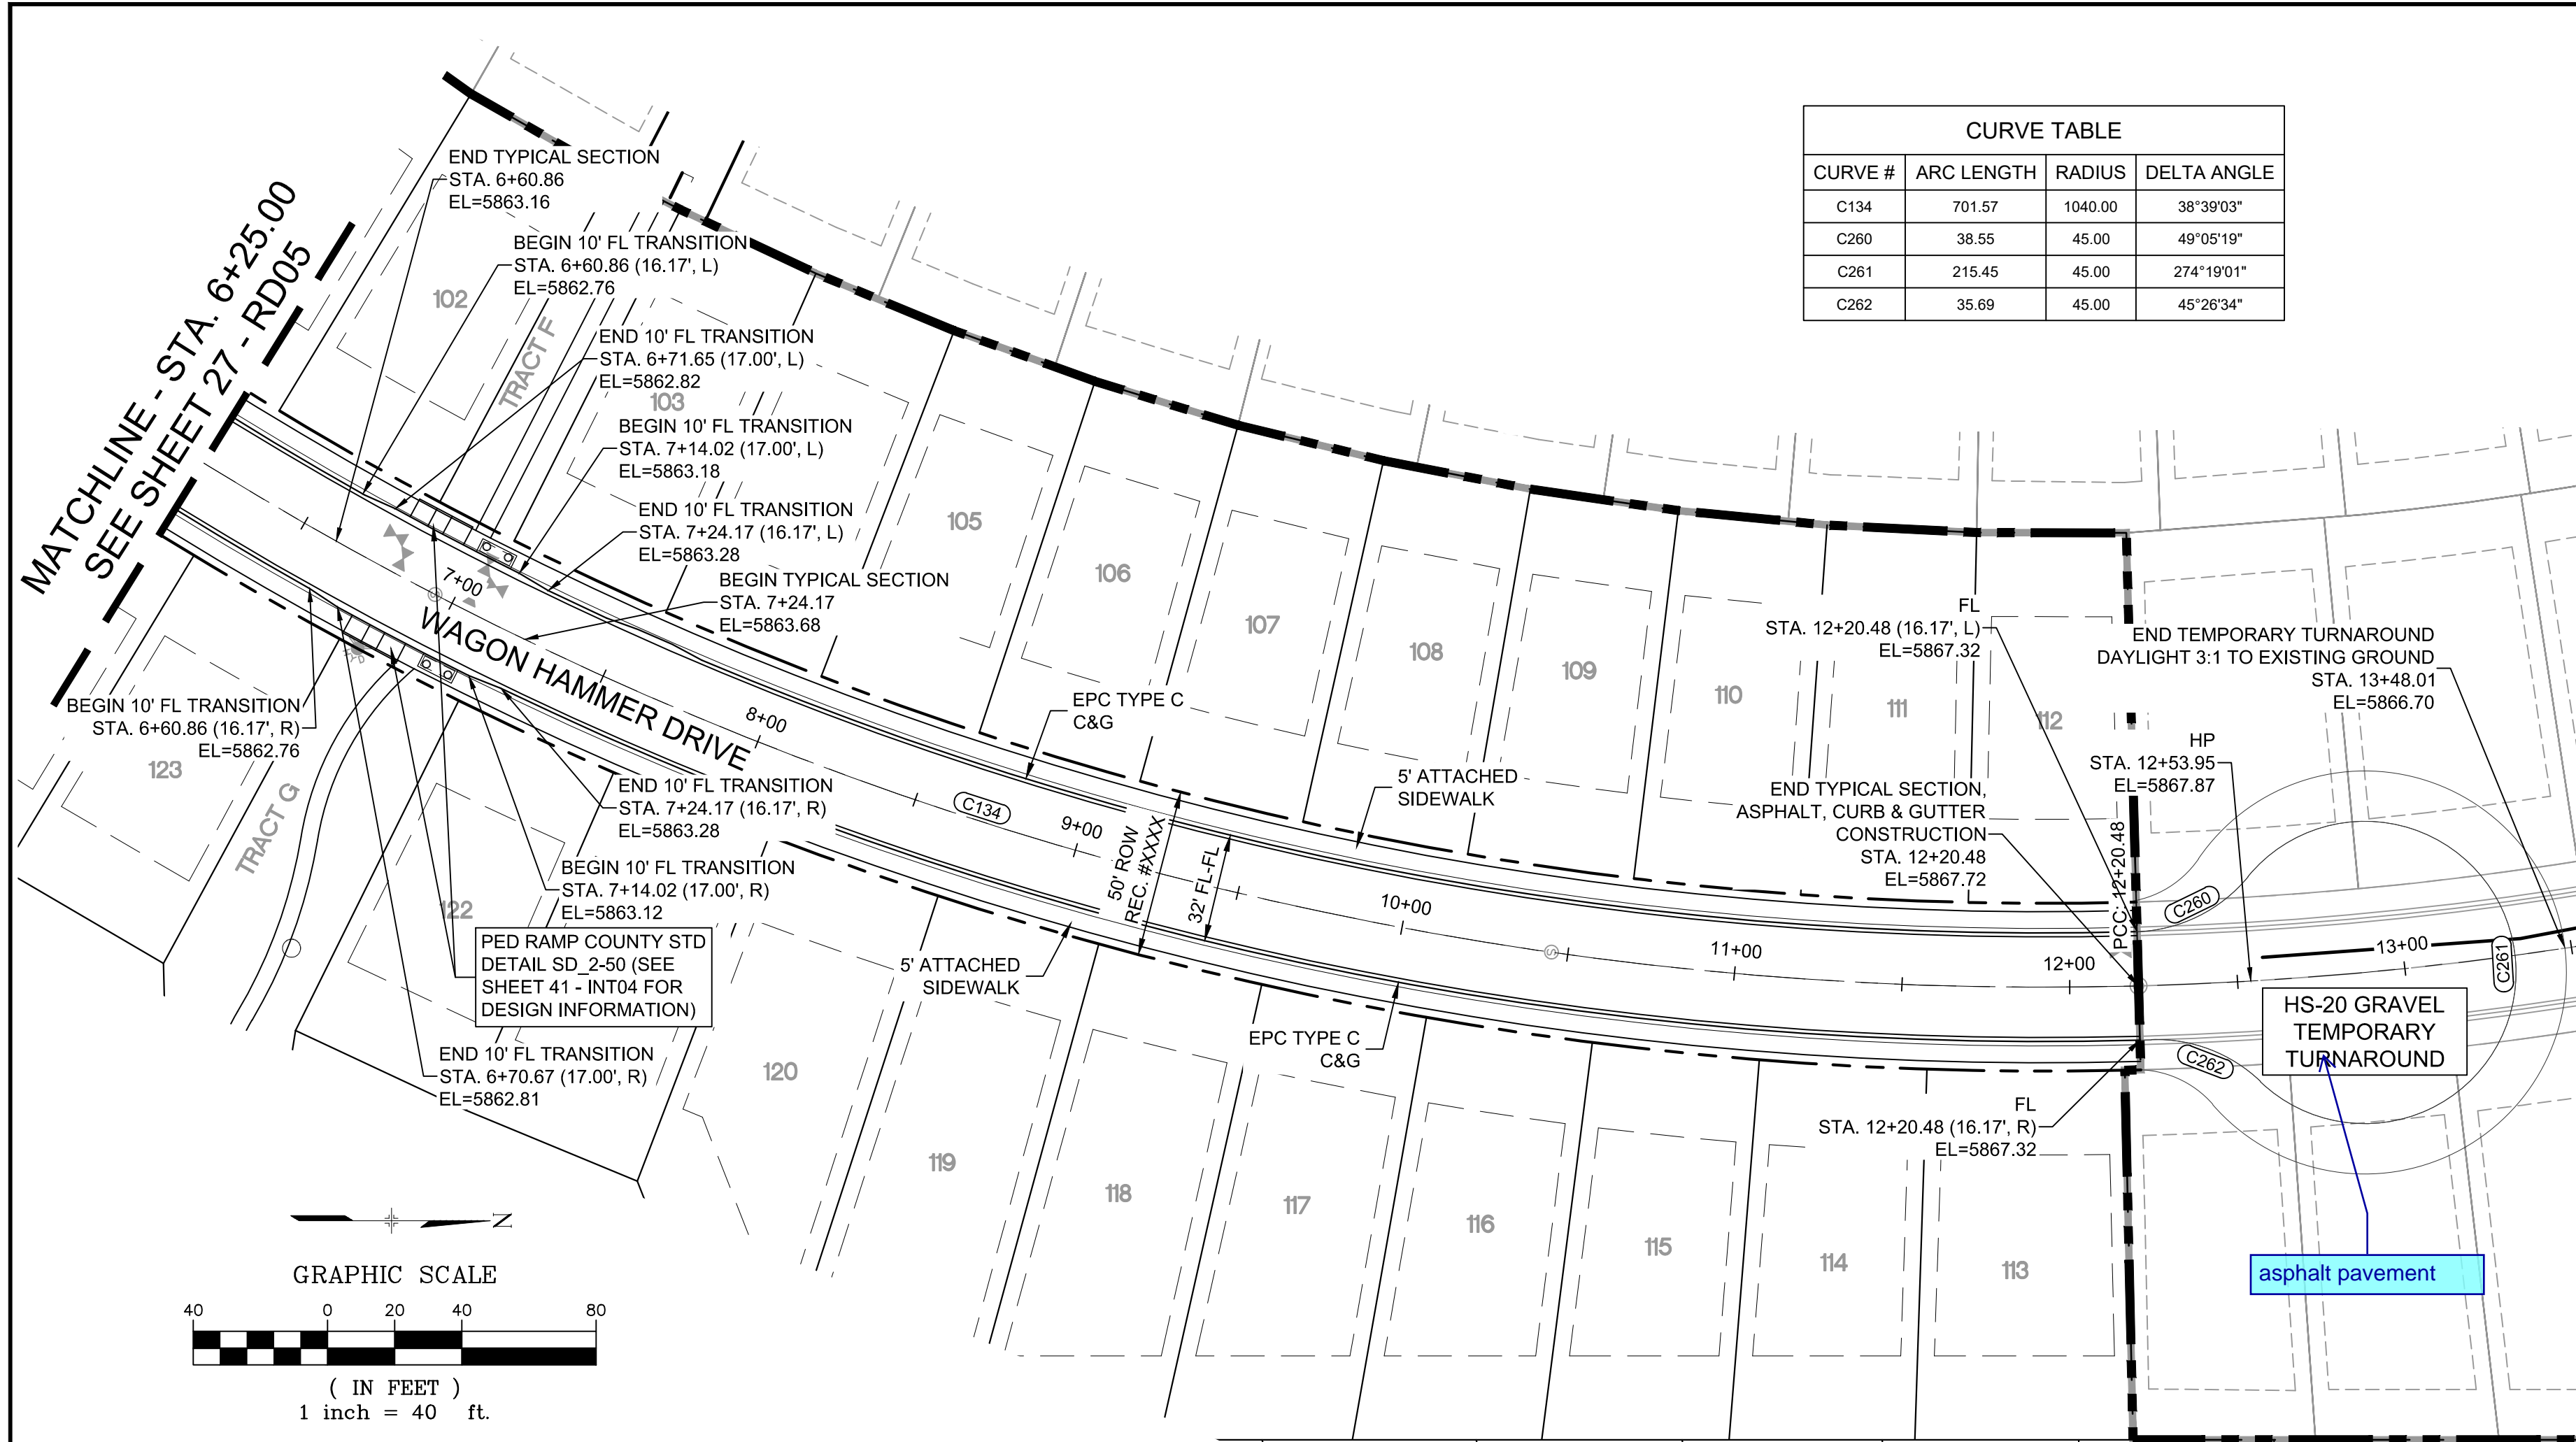 MATCHLINE - STA. 6+25.00
SEE SHEET 27 - RD05
END TYPICAL SECTION
STA. 6+60.86
EL=5863.16
BEGIN 10' FL TRANSITION
STA. 6+60.86 (16.17', L)
EL=5862.76
END 10' FL TRANSITION
STA. 6+71.65 (17.00', L)
EL=5862.82
BEGIN 10' FL TRANSITION
STA. 7+14.02 (17.00', L)
EL=5863.18
END 10' FL TRANSITION
STA. 7+24.17 (16.17', L)
EL=5863.28
BEGIN TYPICAL SECTION
STA. 7+24.17
EL=5863.68
102
TRACT F
103
105
106
107
108
109
110
111
112
CURVE TABLE
CURVE # ARC LENGTH RADIUS DELTA ANGLE
C134 701.57 1040.00 38°39'03"
C260 38.55 45.00 49°05'19"
C261 215.45 45.00 274°19'01"
C262 35.69 45.00 45°26'34"
FL
STA. 12+20.48 (16.17', L)
EL=5867.32
END TEMPORARY TURNAROUND
DAYLIGHT 3:1 TO EXISTING GROUND
STA. 13+48.01
EL=5866.70
HP
STA. 12+53.95
EL=5867.87
END TYPICAL SECTION,
ASPHALT, CURB & GUTTER
CONSTRUCTION
STA. 12+20.48
EL=5867.72
PCC: 12+20.48
EPC TYPE C
C&G
5' ATTACHED
SIDEWALK
WAGON HAMMER DRIVE
7+00
8+00
C134
9+00
50' ROW
REC. #XXXX
32' FL-FL
10+00
S
S
11+00
12+00
13+00
C260
C261
C262
HS-20 GRAVEL
TEMPORARY
TURNAROUND
asphalt pavement
BEGIN 10' FL TRANSITION
STA. 6+60.86 (16.17', R)
EL=5862.76
123
TRACT G
END 10' FL TRANSITION
STA. 7+24.17 (16.17', R)
EL=5863.28
BEGIN 10' FL TRANSITION
STA. 7+14.02 (17.00', R)
EL=5863.12
122
PED RAMP COUNTY STD
DETAIL SD_2-50 (SEE
SHEET 41 - INT04 FOR
DESIGN INFORMATION)
END 10' FL TRANSITION
STA. 6+70.67 (17.00', R)
EL=5862.81
5' ATTACHED
SIDEWALK
EPC TYPE C
C&G
FL
STA. 12+20.48 (16.17', R)
EL=5867.32
120
119
118
117
116
115
114
113
N
GRAPHIC SCALE
40 0 20 40 80
( IN FEET )
1 inch = 40 ft.